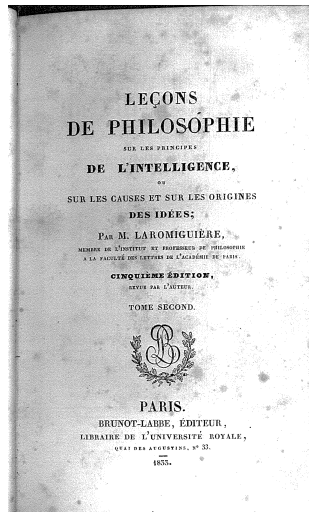 LEÇONS
DE PHILOSOPHIE
SUR LES PRINCIPES
DE L'INTELLIGENCE,
OU
SUR LES CAUSES ET SUR LES ORIGINES
DES IDÉES;
PAR M. LAROMIGUIÈRE,
MEMBRE DE L'INSTITUT ET PROFESSEUR DE PHILOSOPHIE
A LA FACULTÉ DES LETTRES DE L'ACADÉMIE DE PARIS.
CINQUIÈME ÉDITION,
REVUE PAR L'AUTEUR.
TOME SECOND.
BL
PARIS.
BRUNOT-LABBE, ÉDITEUR,
LIBRAIRE DE L'UNIVERSITÉ ROYALE,
QUAI DES AUGUSTINS, Nº 33.
1833.